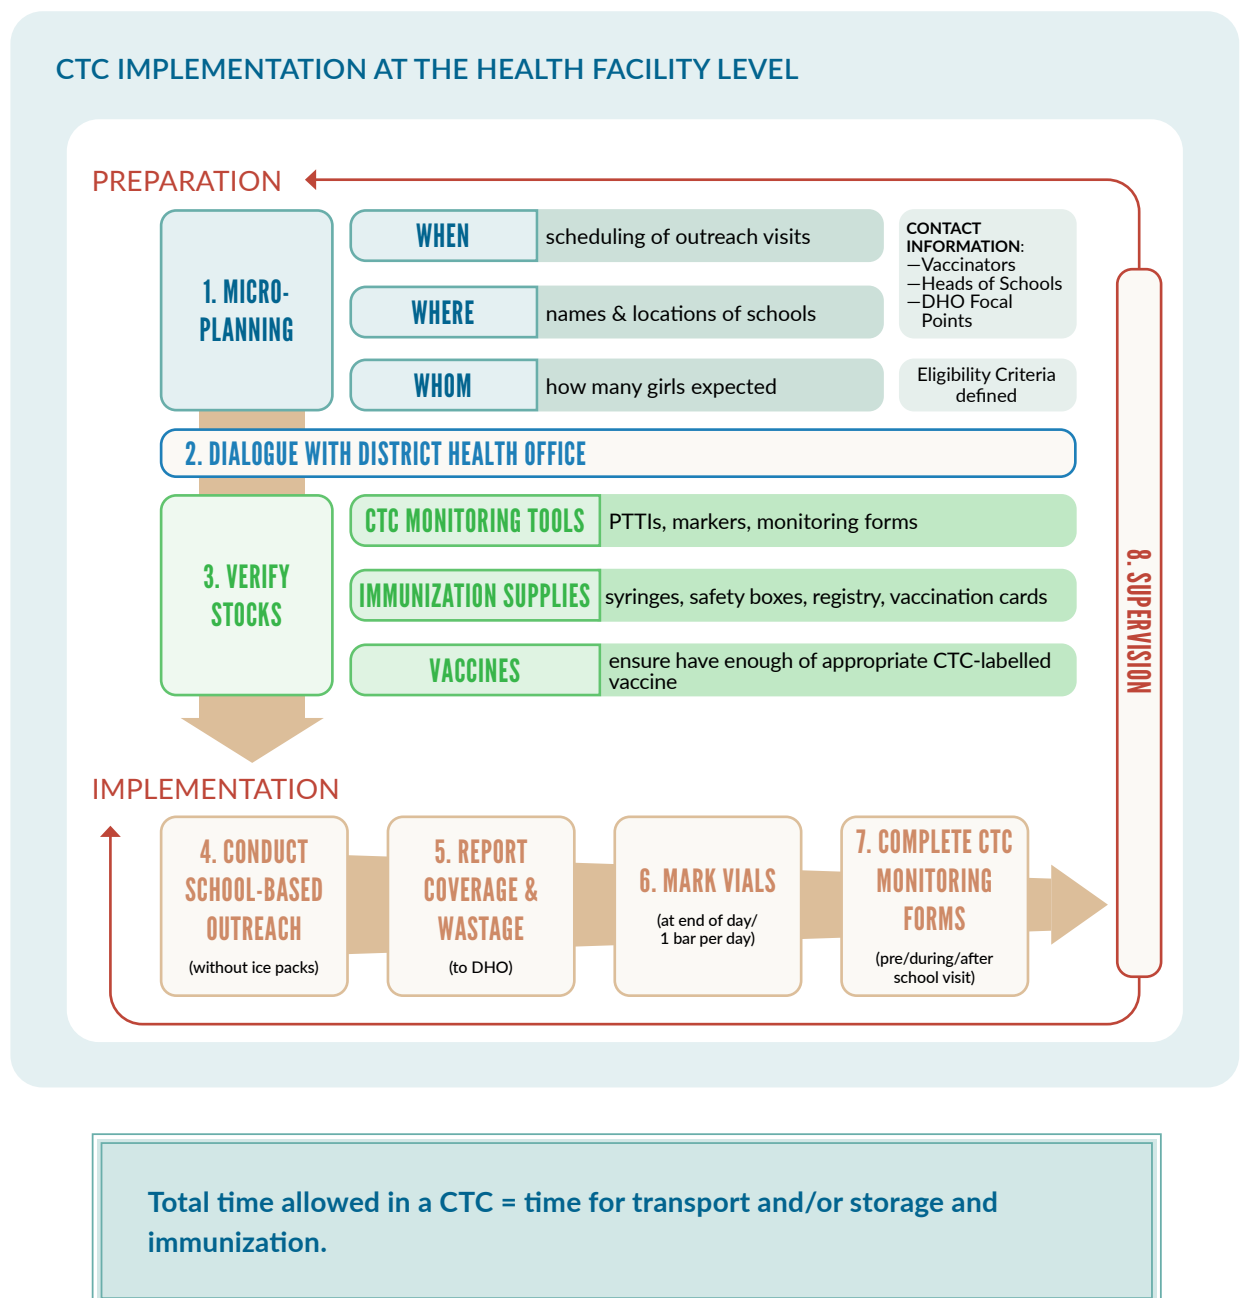 CTC IMPLEMENTATION AT THE HEALTH FACILITY LEVEL
PREPARATION
1. MICRO-
PLANNING
WHEN
scheduling of outreach visits
WHERE
names & locations of schools
WHOM
how many girls expected
CONTACT
INFORMATION:
—Vaccinators
—Heads of Schools
—DHO Focal
Points
Eligibility Criteria
defined
2. DIALOGUE WITH DISTRICT HEALTH OFFICE
3. VERIFY
STOCKS
CTC MONITORING TOOLS
PTTIs, markers, monitoring forms
IMMUNIZATION SUPPLIES
syringes, safety boxes, registry, vaccination cards
VACCINES
ensure have enough of appropriate CTC-labelled
vaccine
8. SUPERVISION
IMPLEMENTATION
4. CONDUCT
SCHOOL-BASED
OUTREACH
(without ice packs)
5. REPORT
COVERAGE &
WASTAGE
(to DHO)
6. MARK VIALS
(at end of day/
1 bar per day)
7. COMPLETE CTC
MONITORING
FORMS
(pre/during/after
school visit)
Total time allowed in a CTC = time for transport and/or storage and
immunization.